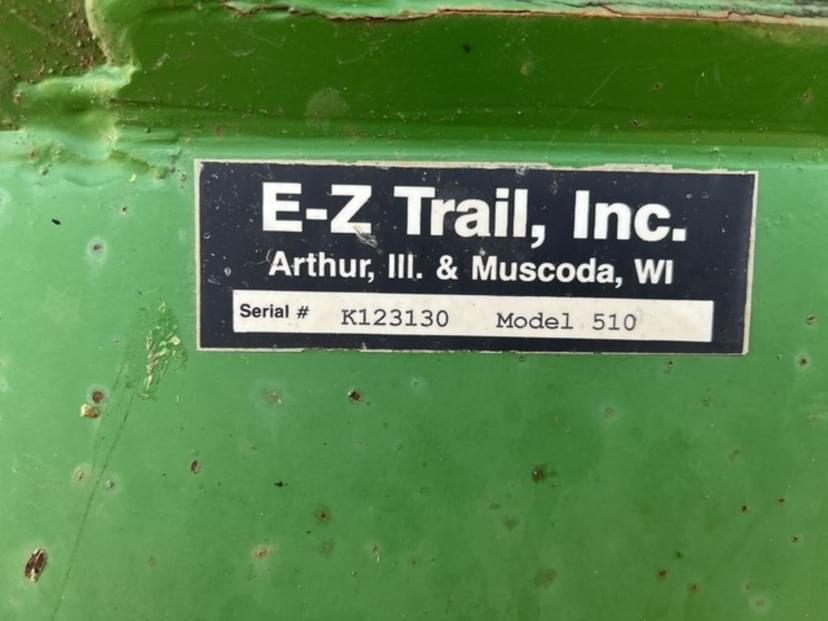 E-Z Trail, Inc.
Arthur, Ill. & Muscoda, WI
Serial # K123130 Model 510